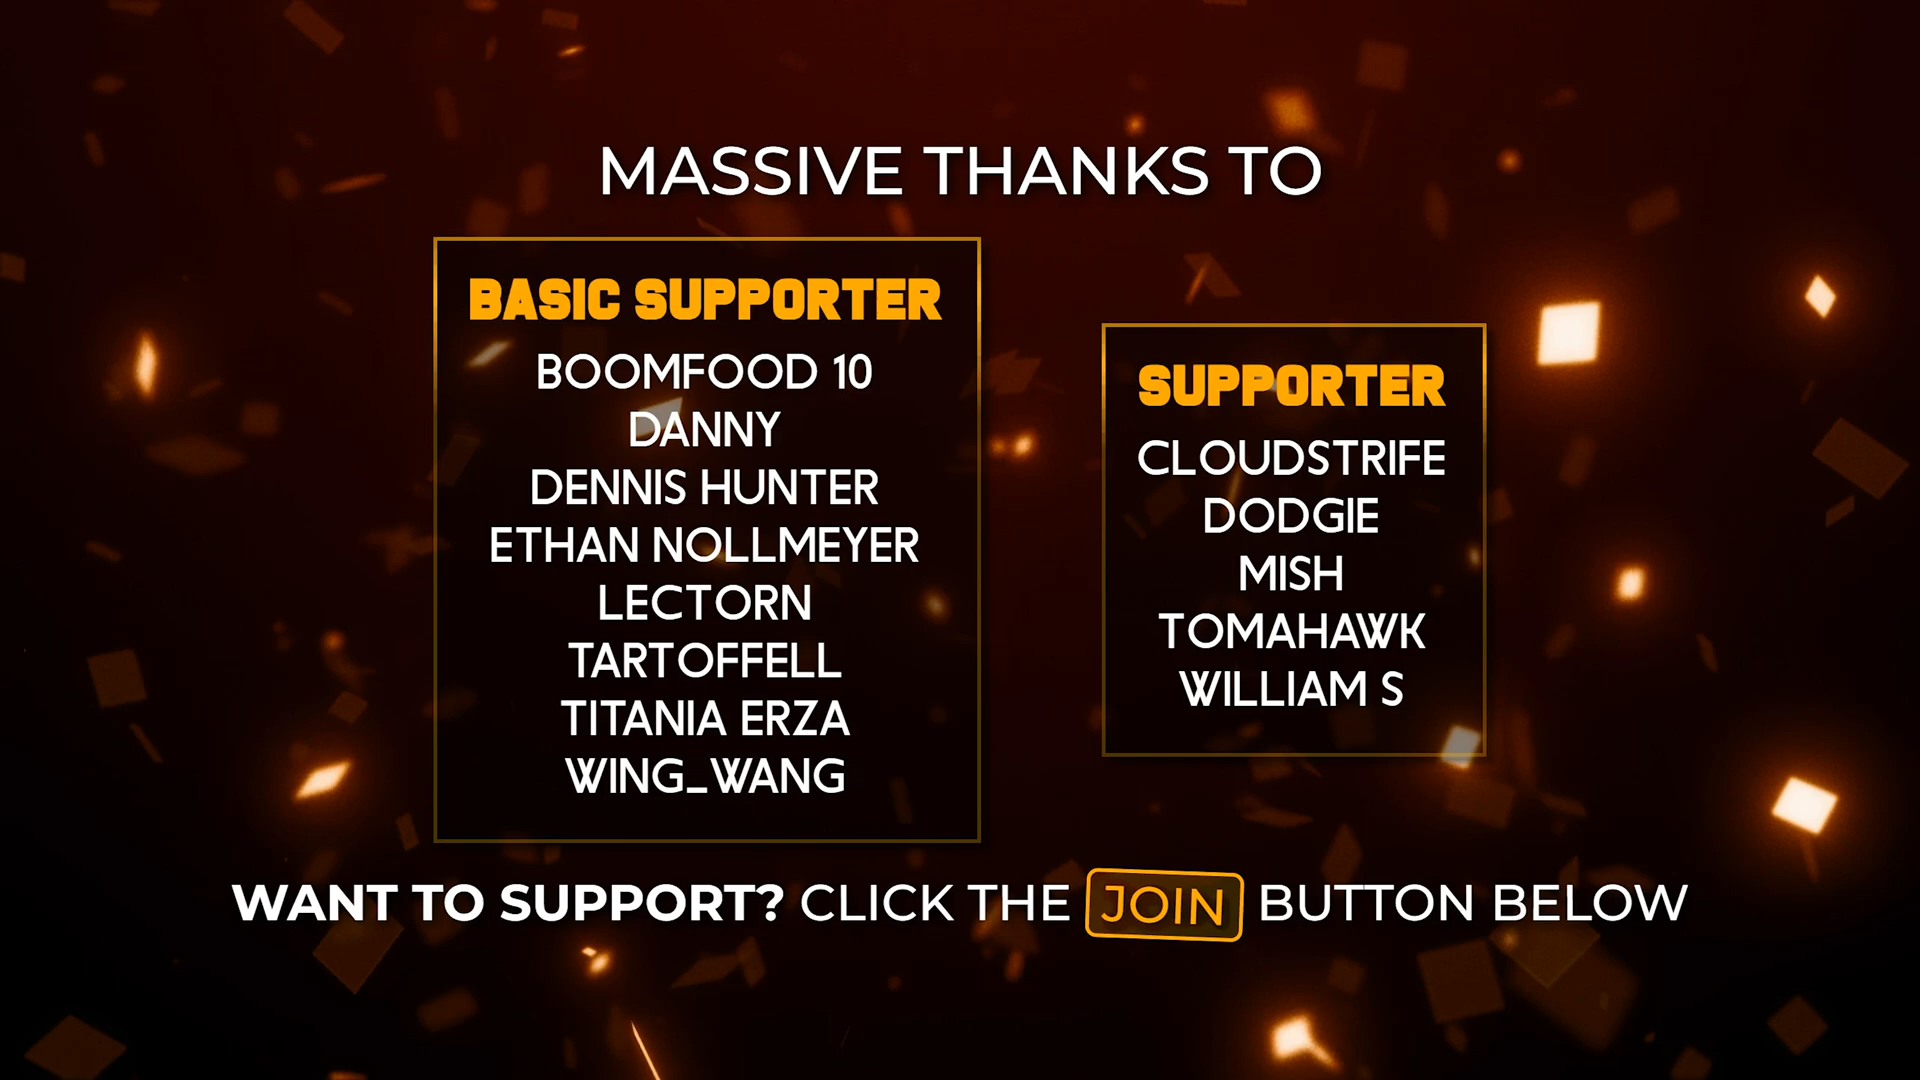 MASSIVE THANKS TO
BASIC SUPPORTER
BOOMFOOD 10
DANNY
DENNIS HUNTER
ETHAN NOLLMEYER
LECTORN
TARTOFFELL
TITANIA ERZA
WING_WANG
SUPPORTER
CLOUDSTRIFE
DODGIE
MISH
TOMAHAWK
WILLIAM S
WANT TO SUPPORT? CLICK THE JOIN BUTTON BELOW